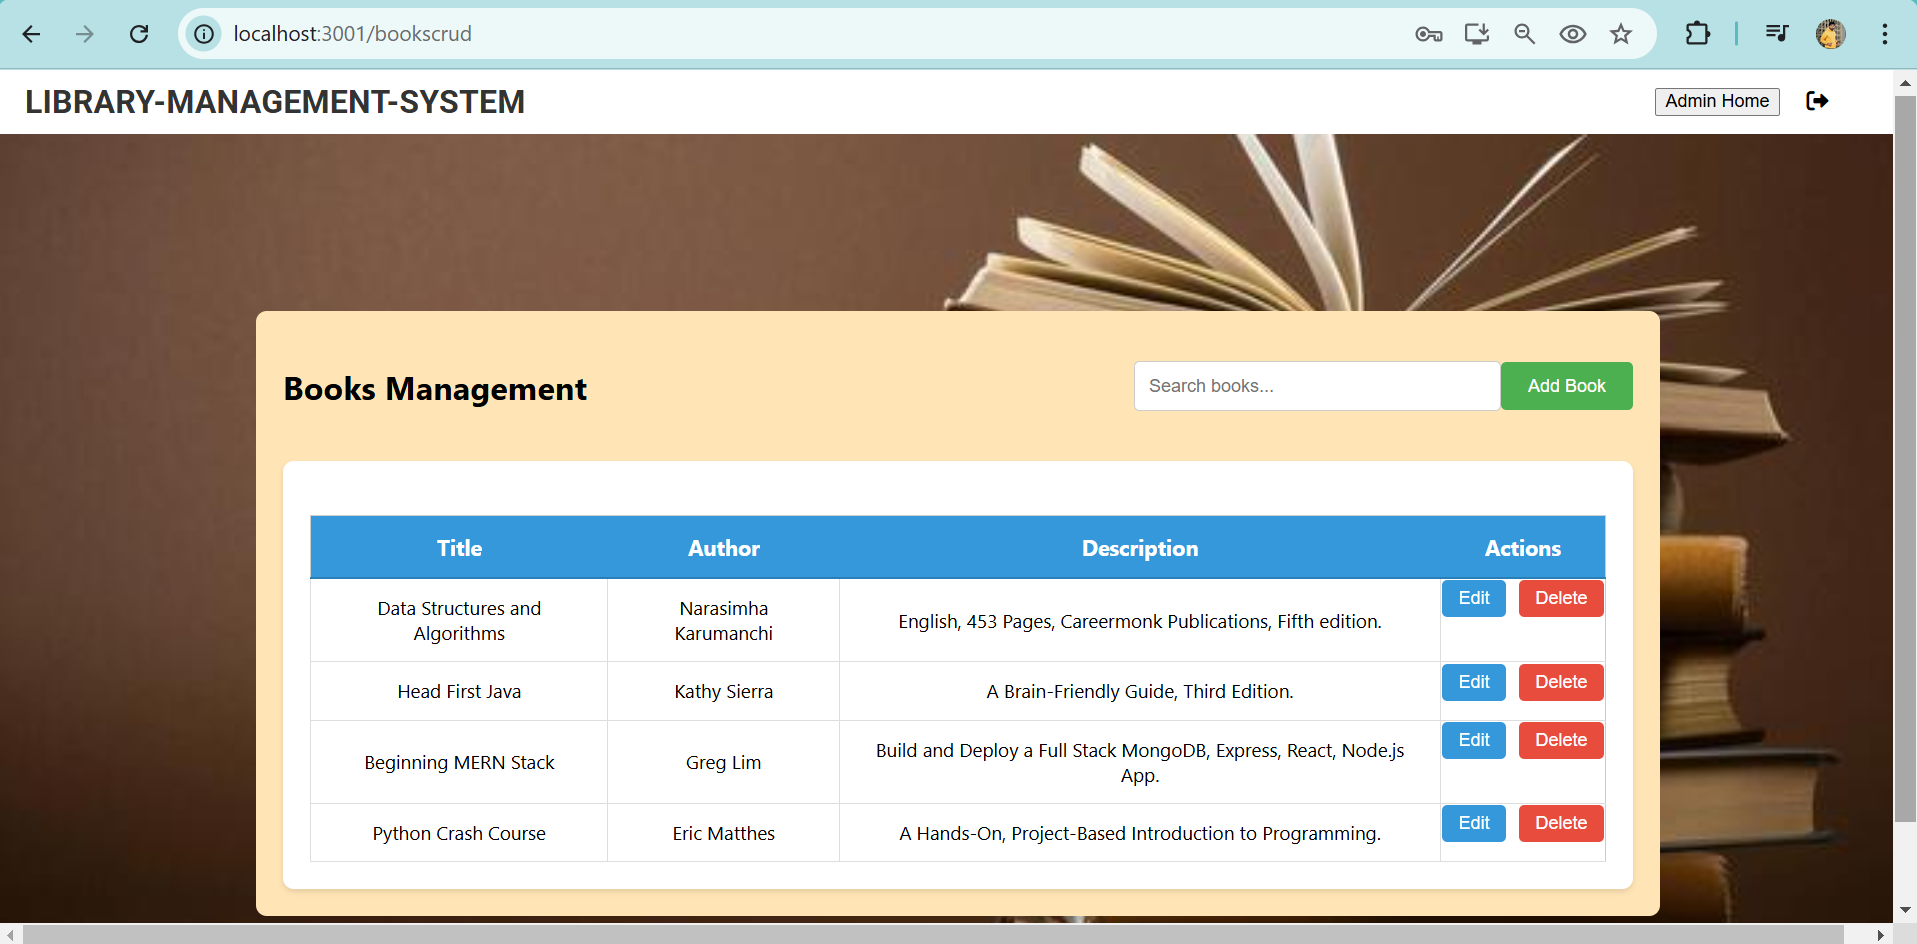 localhost:3001/bookscrud
LIBRARY-MANAGEMENT-SYSTEM
Admin Home
Books Management
Search books...
Add Book
Title Author Description Actions
Data Structures and
Algorithms
Narasimha
Karumanchi
English, 453 Pages, Careermonk Publications, Fifth edition.
Edit Delete
Head First Java Kathy Sierra A Brain-Friendly Guide, Third Edition. Edit Delete
Beginning MERN Stack Greg Lim
Build and Deploy a Full Stack MongoDB, Express, React, Node.js
App.
Edit Delete
Python Crash Course Eric Matthes A Hands-On, Project-Based Introduction to Programming. Edit Delete